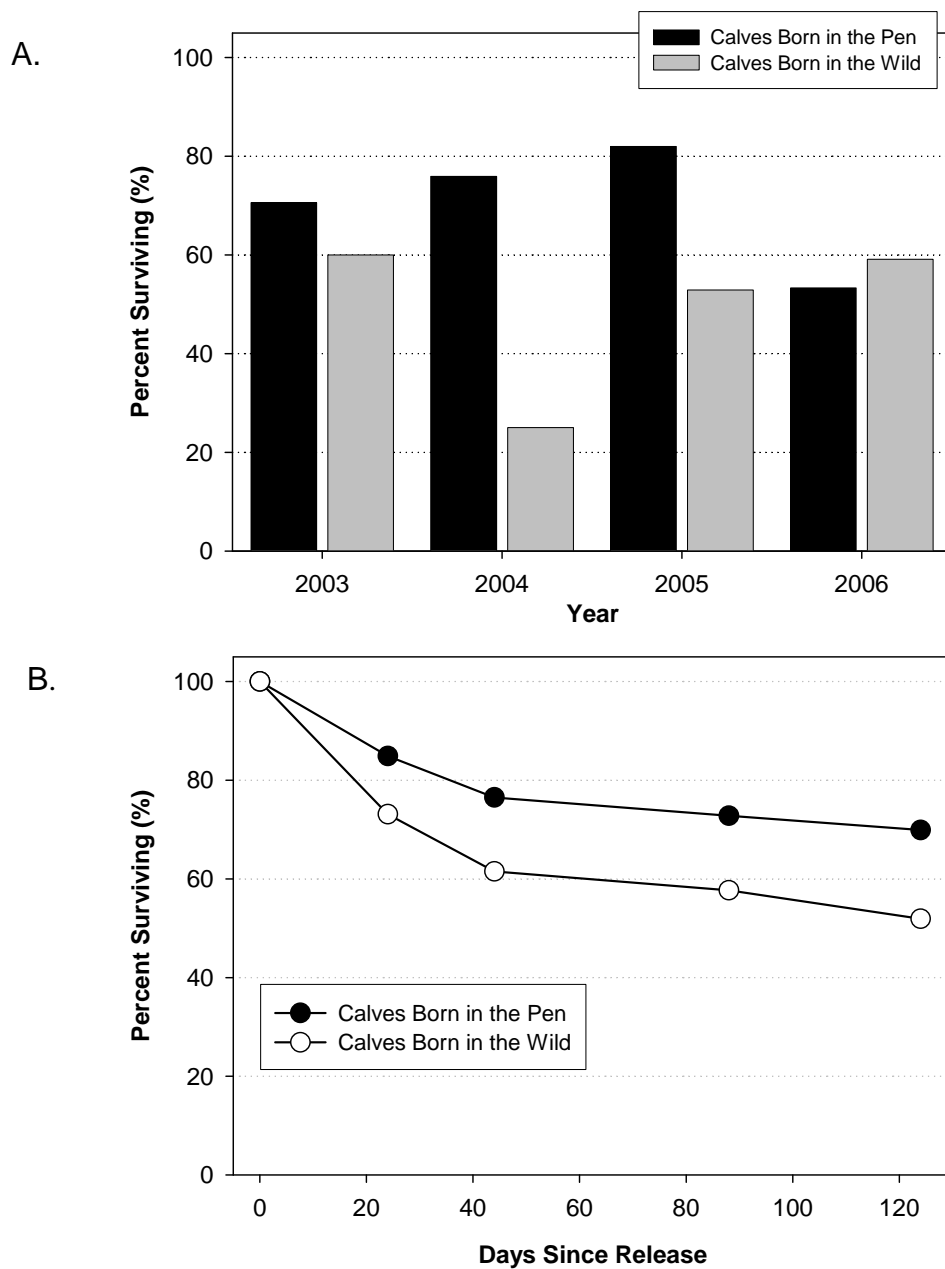 A.
Calves Born in the Pen
Calves Born in the Wild
Percent Surviving (%)
100
80
60
40
20
0
2003 2004 2005 2006
Year
B.
Percent Surviving (%)
100
80
60
40
20
0
Calves Born in the Pen
Calves Born in the Wild
0 20 40 60 80 100 120
Days Since Release